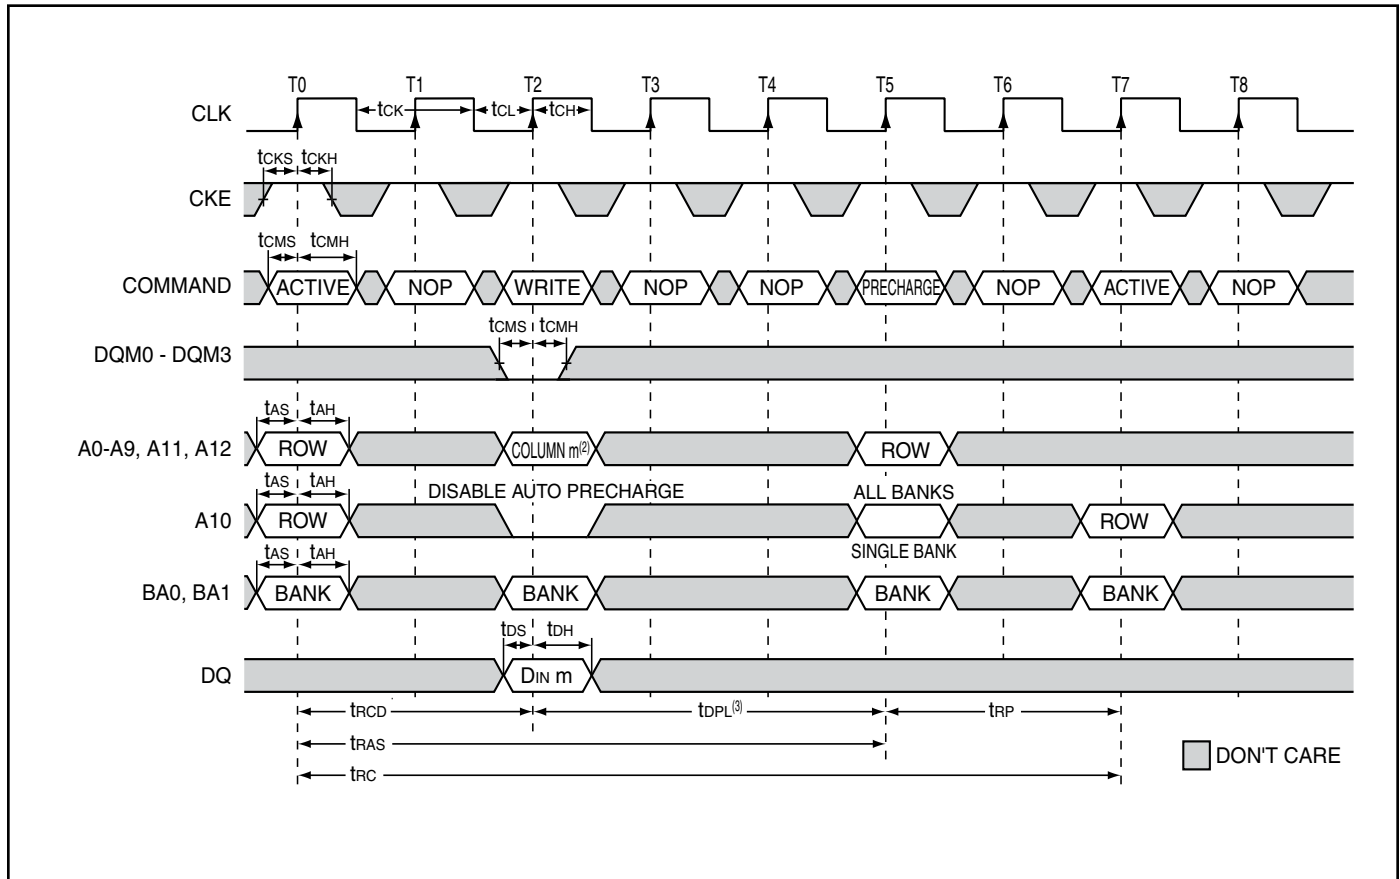 T0 T1 T2 T3 T4 T5 T6 T7 T8
CLK tCK tCL tCH
tCKS tCKH
CKE
tCMS tCMH
COMMAND ACTIVE NOP WRITE NOP NOP PRECHARGE NOP ACTIVE NOP
tCMS tCMH
DQM0 - DQM3
tAS tAH
A0-A9, A11, A12 ROW COLUMN m(2) ROW
tAS tAH DISABLE AUTO PRECHARGE ALL BANKS
A10 ROW ROW
tAS tAH SINGLE BANK
BA0, BA1 BANK BANK BANK BANK
tDS tDH
DQ DIN m
tRCD tDPL(3) tRP
tRAS
tRC
DON'T CARE